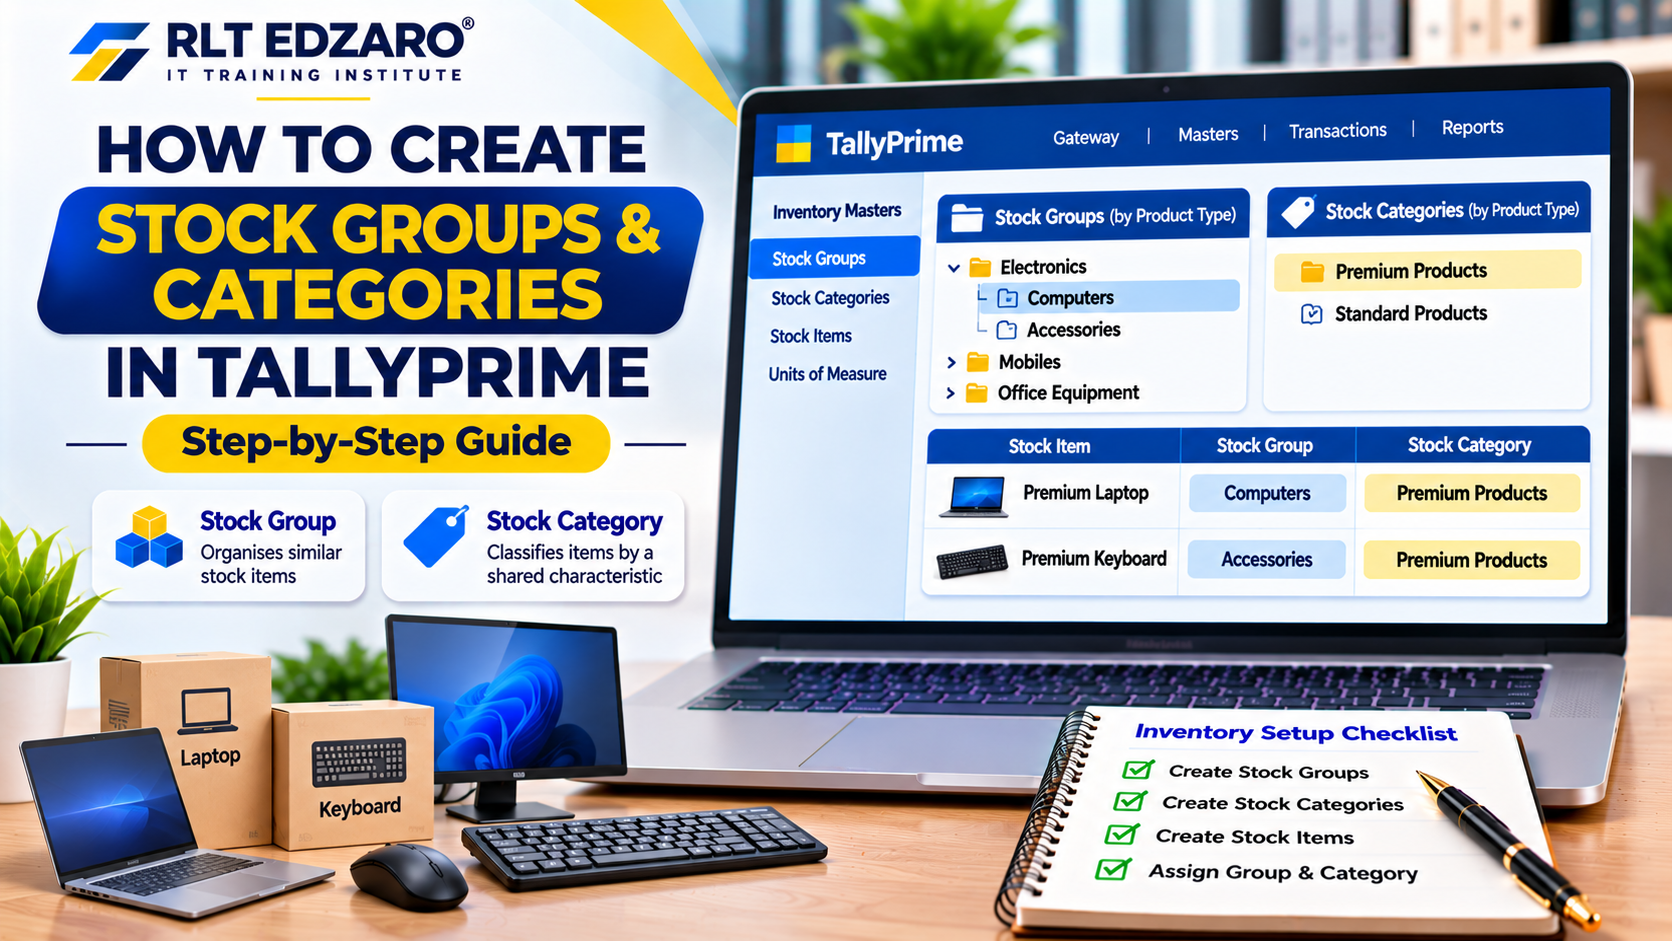 RLT EDZARO®
IT TRAINING INSTITUTE
HOW TO CREATE
STOCK GROUPS &
CATEGORIES
IN TALLYPRIME
Step-by-Step Guide
Stock Group
Organises similar
stock items
Stock Category
Classifies items by a
shared characteristic
Laptop
Keyboard
TallyPrime
Gateway | Masters | Transactions | Reports
Inventory Masters
Stock Groups
Stock Categories
Stock Items
Units of Measure
Stock Groups (by Product Type)
Electronics
Computers
Accessories
Mobiles
Office Equipment
Stock Categories (by Product Type)
Premium Products
Standard Products
Stock Item Stock Group Stock Category
Premium Laptop Computers Premium Products
Premium Keyboard Accessories Premium Products
Inventory Setup Checklist
Create Stock Groups
Create Stock Categories
Create Stock Items
Assign Group & Category